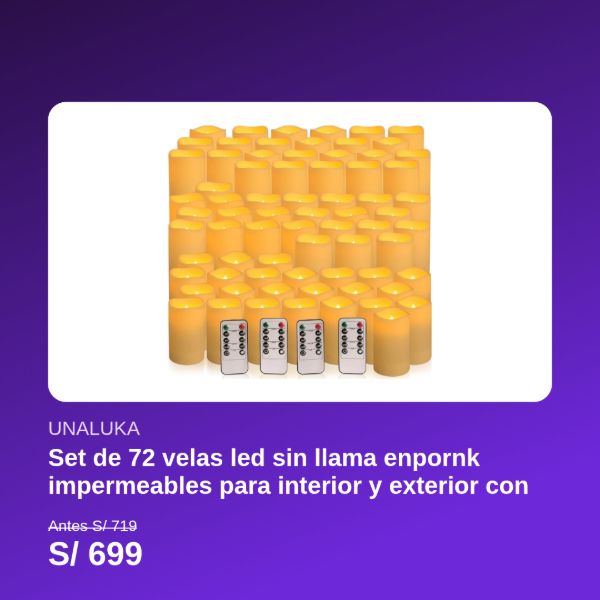 UNALUKA
Set de 72 velas led sin llama enpornk
impermeables para interior y exterior con
Antes S/ 719
S/ 699